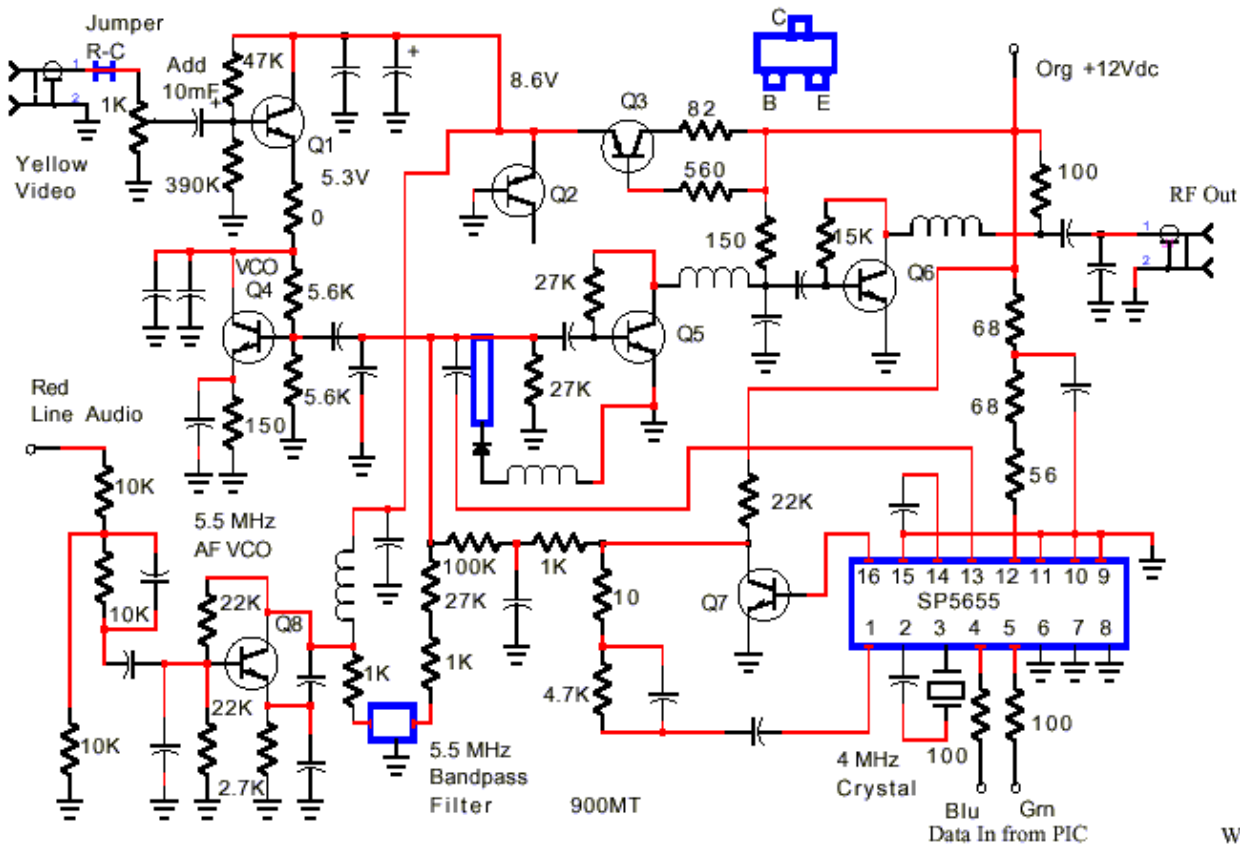 Jumper
R-C
1
2
1K
Yellow
Video
Add
10mF
+
47K
390K
Q1
5.3V
0
+
8.6V
C
B
E
Q3
82
560
Q2
Org +12Vdc
100
RF Out
1
2
150
15K
Q6
VCO
Q4
5.6K
5.6K
150
27K
Q5
27K
68
68
56
Red
Line Audio
10K
10K
10K
5.5 MHz
AF VCO
22K
Q8
22K
2.7K
1K
100K
27K
1K
1K
10
4.7K
22K
Q7
5.5 MHz
Bandpass
Filter
900MT
16
15
14
13
12
11
10
9
SP5655
1
2
3
4
5
6
7
8
4 MHz
Crystal
100
100
Blu
Grn
Data In from PIC
W